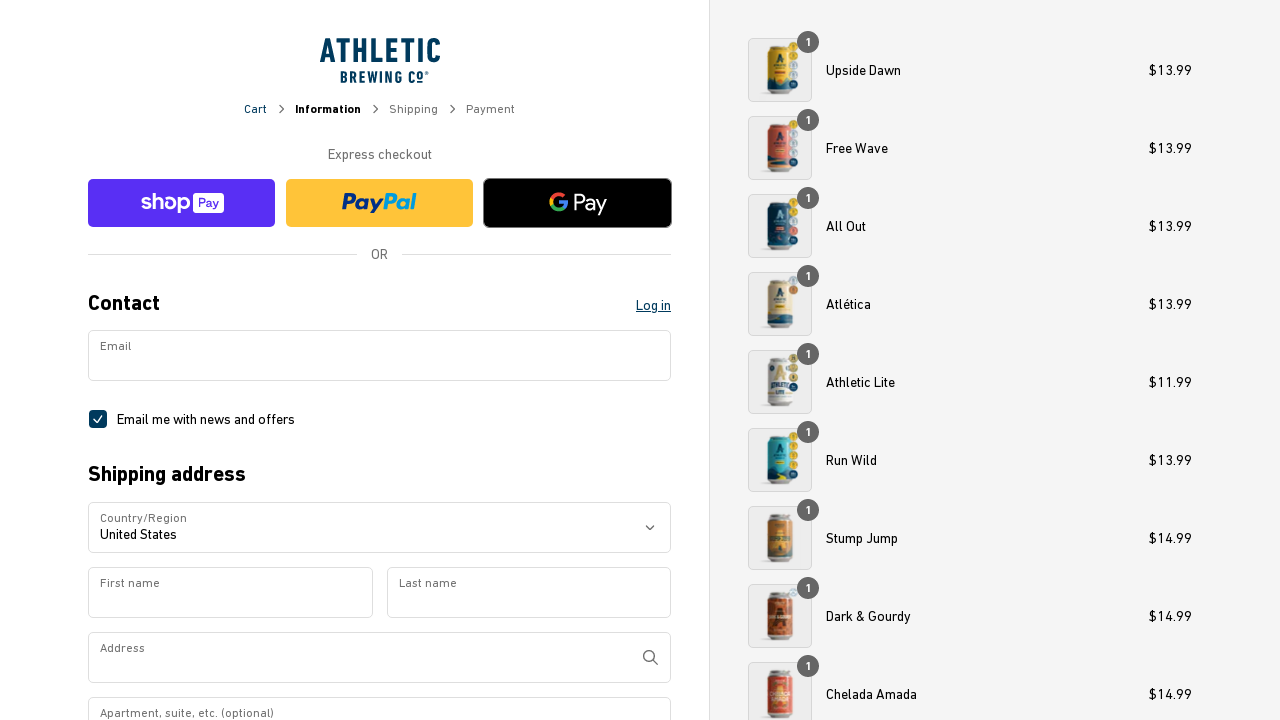 ATHLETIC
BREWING CO®
Cart > Information > Shipping > Payment
Express checkout
shop Pay
PayPal
G Pay
OR
Contact
Log in
Email
Email me with news and offers
Shipping address
Country/Region
United States
First name
Last name
Address
Apartment, suite, etc. (optional)
1
Upside Dawn $13.99
1
Free Wave $13.99
1
All Out $13.99
1
Atlética $13.99
1
Athletic Lite $11.99
1
Run Wild $13.99
1
Stump Jump $14.99
1
Dark & Gourdy $14.99
1
Chelada Amada $14.99